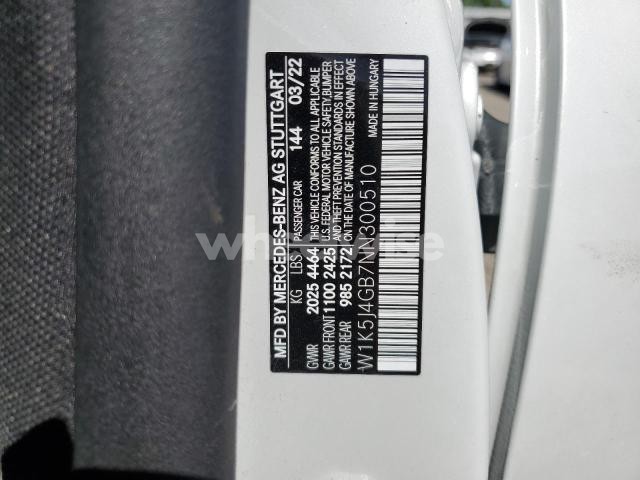 MFD BY MERCEDES-BENZ AG STUTTGART
KG LBS PASSENGER CAR 144 03/22
GVWR 2025 4464 THIS VEHICLE CONFORMS TO ALL APPLICABLE
GAWR FRONT 1100 2425 U.S. FEDERAL MOTOR VEHICLE SAFETY,BUMPER
GAWR REAR 985 2172 AND THEFT PREVENTION STANDARDS IN EFFECT
ON THE DATE OF MANUFACTURE SHOWN ABOVE
MADE IN HUNGARY
W1K5J4GB7NN300510